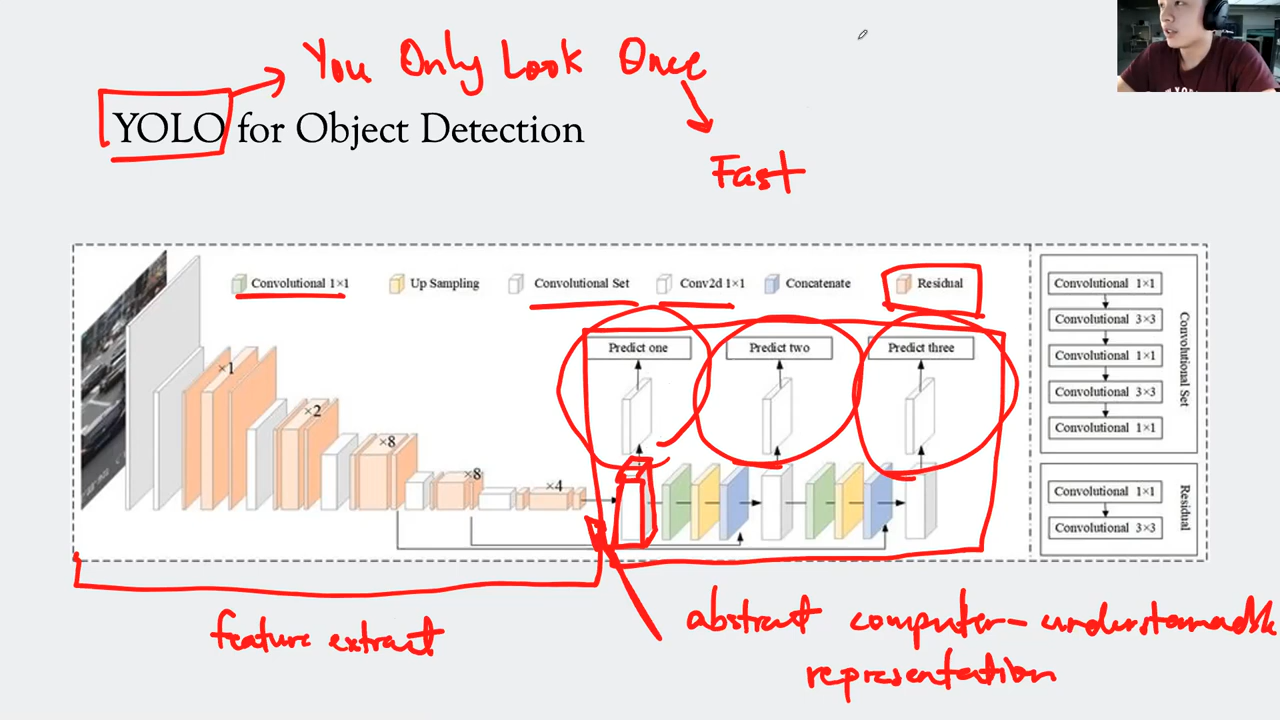 You Only Look Once
YOLO for Object Detection
Fast
Convolutional 1×1
Up Sampling
Convolutional Set
Conv2d 1×1
Concatenate
Residual
Predict one
Predict two
Predict three
×1
×2
×8
×8
×4
Convolutional 1×1
Convolutional 3×3
Convolutional 1×1
Convolutional 3×3
Convolutional 1×1
Convolutional Set
Convolutional 1×1
Convolutional 3×3
Residual
feature extract
abstract computer-understandable
representation